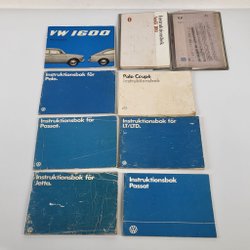 VW 1600
Instruktionsbok
Instruktionsbok för
Polo.
Polo Coupé
Instruktionsbok
Instruktionsbok för
Passat.
Instruktionsbok för
LT/LTD.
Instruktionsbok för
Jetta.
Instruktionsbok
Passat